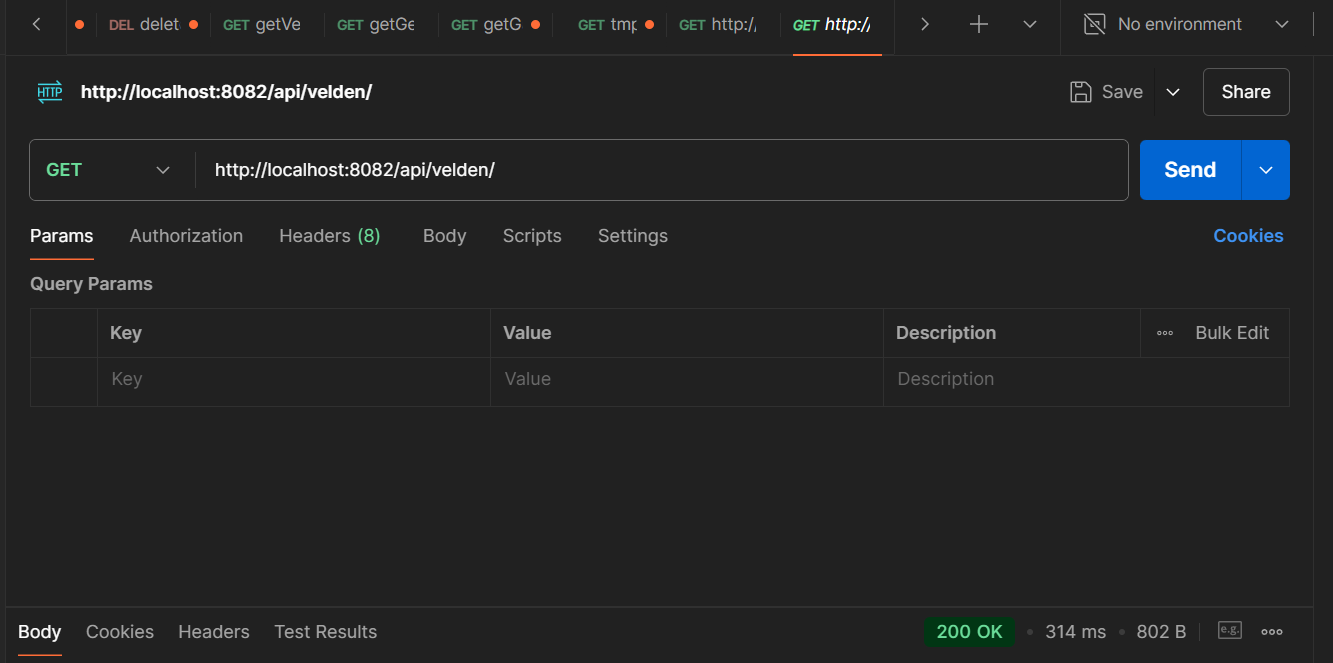 DEL delet GET getVe GET getGe GET getG GET tmp GET http:/ GET http:// No environment
HTTP http://localhost:8082/api/velden/ Save Share
GET http://localhost:8082/api/velden/ Send
Params Authorization Headers (8) Body Scripts Settings Cookies
Query Params
Key Value Description Bulk Edit
Key Value Description
Body Cookies Headers Test Results 200 OK 314 ms 802 B e.g.